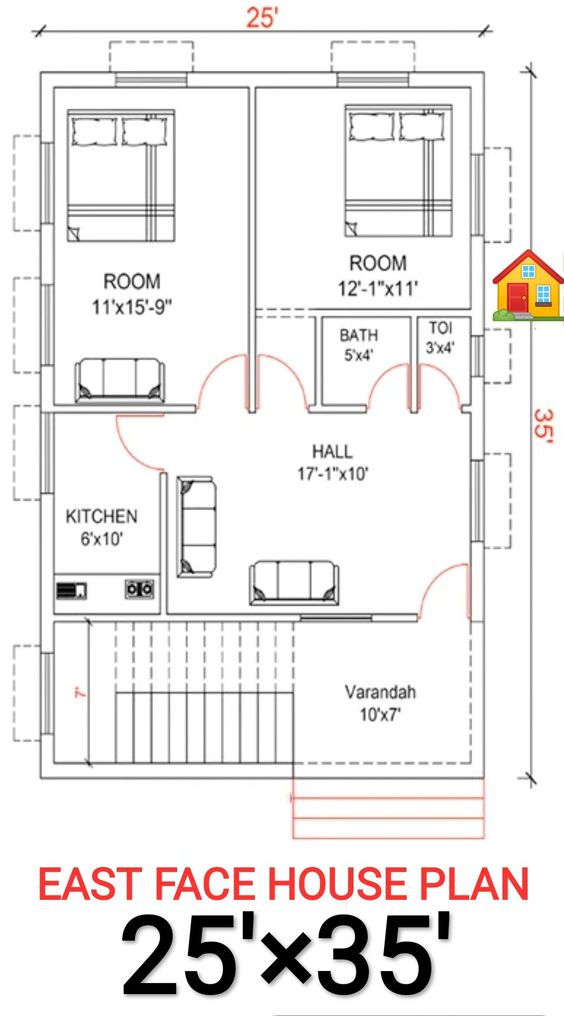 25'
ROOM
11'x15'-9"
ROOM
12'-1"x11'
BATH
5'x4'
TOI
3'x4'
35'
HALL
17'-1"x10'
KITCHEN
6'x10'
7'
Varandah
10'x7'
EAST FACE HOUSE PLAN
25'×35'